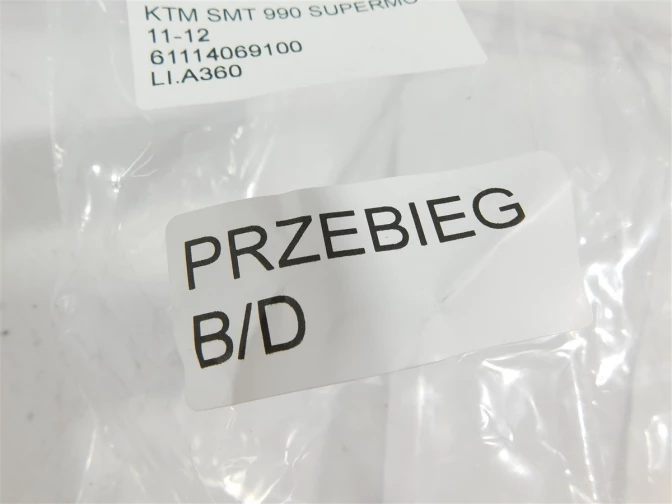 KTM SMT 990 SUPERMO
11-12
61114069100
LI.A360
PRZEBIEG
B/D